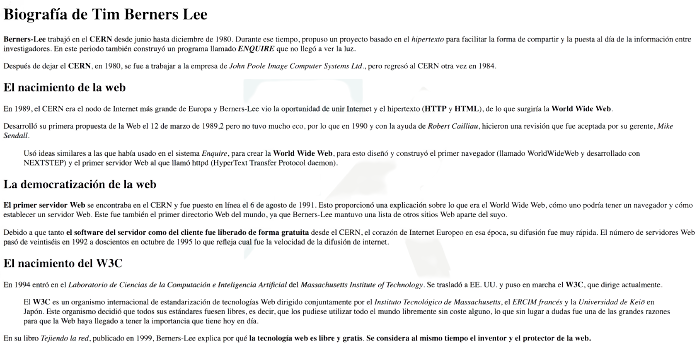 Biografía de Tim Berners Lee
Berners-Lee trabajó en el CERN desde junio hasta diciembre de 1980. Durante ese tiempo, propuso un proyecto basado en el hipertexto para facilitar la forma de compartir y la puesta al día de la información entre
investigadores. En este periodo también construyó un programa llamado ENQUIRE que no llegó a ver la luz.
Después de dejar el CERN, en 1980, se fue a trabajar a la empresa de John Poole Image Computer Systems Ltd., pero regresó al CERN otra vez en 1984.
El nacimiento de la web
En 1989, el CERN era el nodo de Internet más grande de Europa y Berners-Lee vio la oportunidad de unir Internet y el hipertexto (HTTP y HTML), de lo que surgiría la World Wide Web.
Desarrolló su primera propuesta de la Web el 12 de marzo de 1989,2 pero no tuvo mucho eco, por lo que en 1990 y con la ayuda de Robert Cailliau, hicieron una revisión que fue aceptada por su gerente, Mike
Sendall.
Usó ideas similares a las que había usado en el sistema Enquire, para crear la World Wide Web, para esto diseñó y construyó el primer navegador (llamado WorldWideWeb y desarrollado con
NEXTSTEP) y el primer servidor Web al que llamó httpd (HyperText Transfer Protocol daemon).
La democratización de la web
El primer servidor Web se encontraba en el CERN y fue puesto en línea el 6 de agosto de 1991. Esto proporcionó una explicación sobre lo que era el World Wide Web, cómo uno podría tener un navegador y cómo
establecer un servidor Web. Este fue también el primer directorio Web del mundo, ya que Berners-Lee mantuvo una lista de otros sitios Web aparte del suyo.
Debido a que tanto el software del servidor como del cliente fue liberado de forma gratuita desde el CERN, el corazón de Internet Europeo en esa época, su difusión fue muy rápida. El número de servidores Web
pasó de veintiséis en 1992 a doscientos en octubre de 1995 lo que refleja cual fue la velocidad de la difusión de internet.
El nacimiento del W3C
En 1994 entró en el Laboratorio de Ciencias de la Computación e Inteligencia Artificial del Massachusetts Institute of Technology. Se trasladó a EE. UU. y puso en marcha el W3C, que dirige actualmente.
El W3C es un organismo internacional de estandarización de tecnologías Web dirigido conjuntamente por el Instituto Tecnológico de Massachusetts, el ERCIM francés y la Universidad de Keiō en
Japón. Este organismo decidió que todos sus estándares fuesen libres, es decir, que los pudiese utilizar todo el mundo libremente sin coste alguno, lo que sin lugar a dudas fue una de las grandes razones
para que la Web haya llegado a tener la importancia que tiene hoy en día.
En su libro Tejiendo la red, publicado en 1999, Berners-Lee explica por qué la tecnología web es libre y gratis. Se considera al mismo tiempo el inventor y el protector de la web.